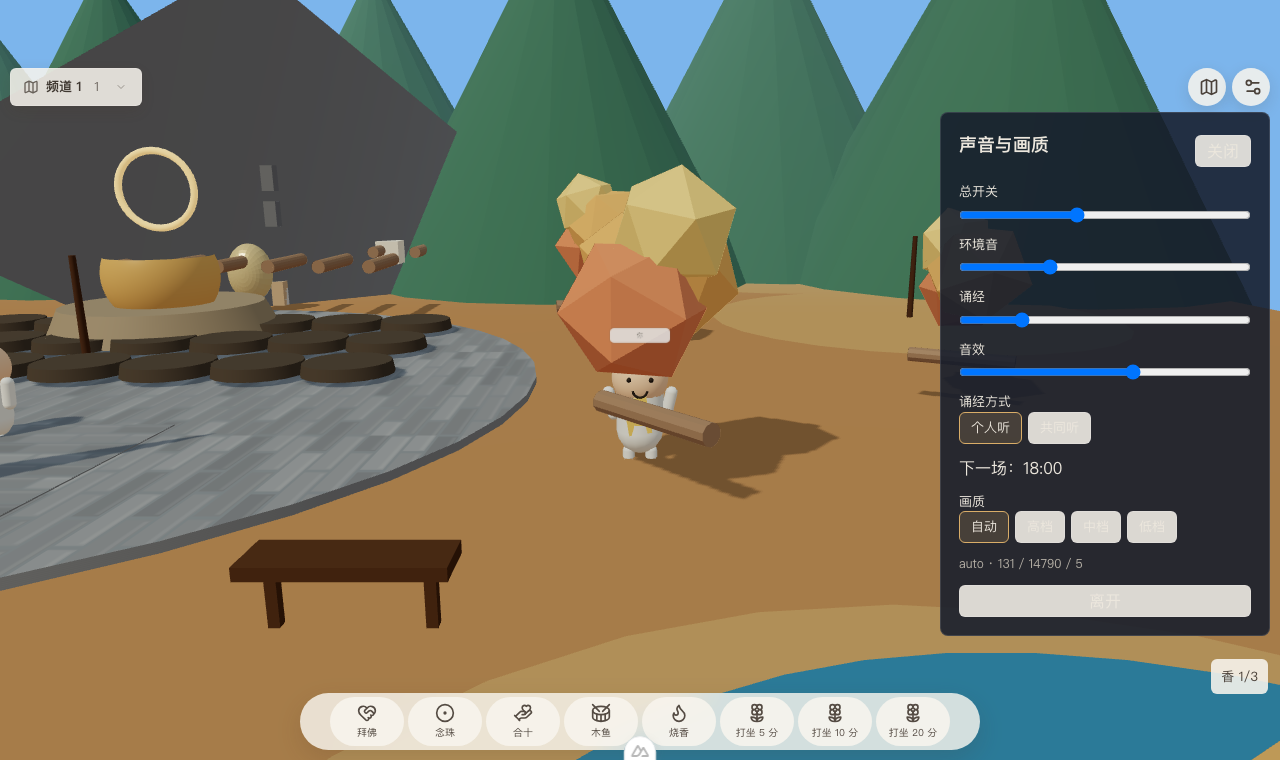 频道 1 1
声音与画质
关闭
总开关
环境音
诵经
音效
诵经方式
个人听 共同听
下一场：18:00
画质
自动 高档 中档 低档
auto · 131 / 14790 / 5
离开
你
香 1/3
拜佛 念珠 合十 木鱼 烧香 打坐 5 分 打坐 10 分 打坐 20 分